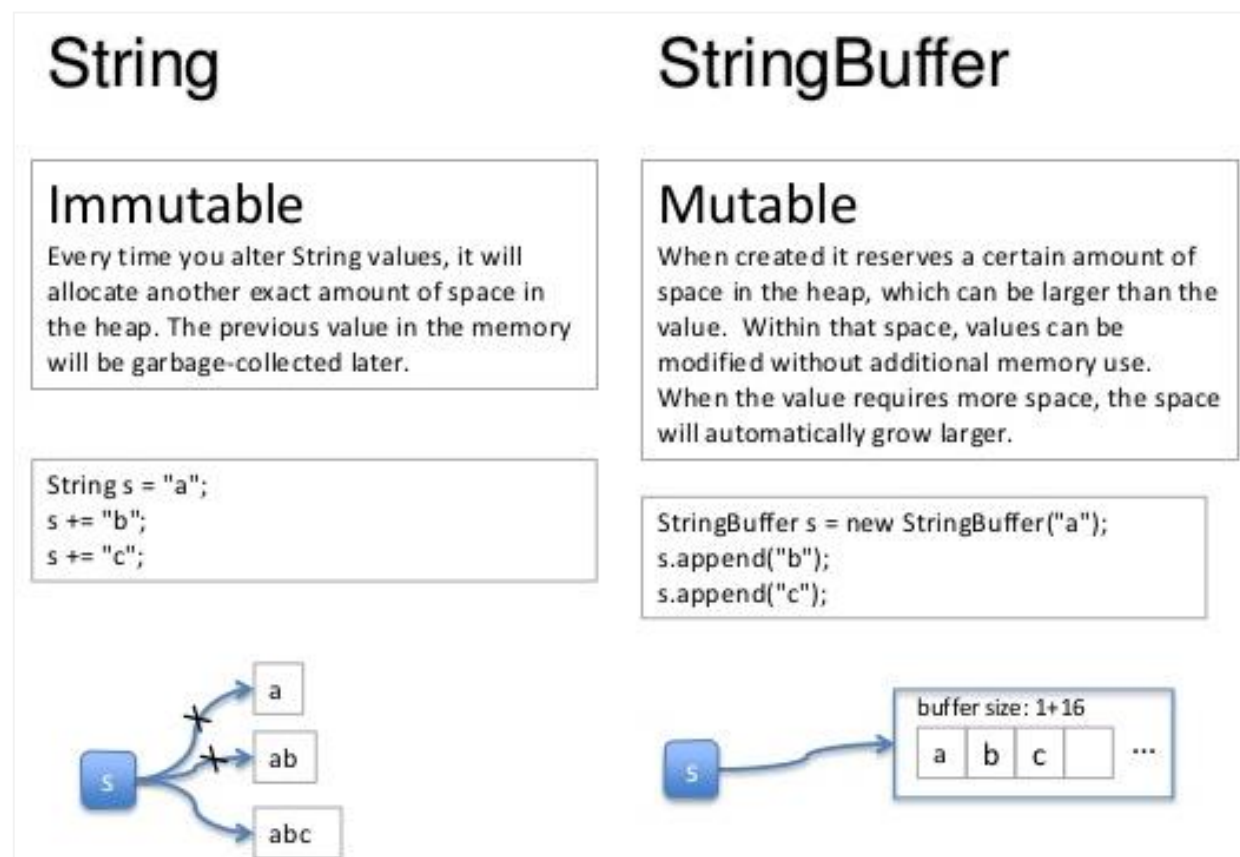 String
Immutable
Every time you alter String values, it will
allocate another exact amount of space in
the heap. The previous value in the memory
will be garbage-collected later.
String s = "a";
s += "b";
s += "c";
s
a
ab
abc
StringBuffer
Mutable
When created it reserves a certain amount of
space in the heap, which can be larger than the
value. Within that space, values can be
modified without additional memory use.
When the value requires more space, the space
will automatically grow larger.
StringBuffer s = new StringBuffer("a");
s.append("b");
s.append("c");
s
buffer size: 1+16
a b c ...